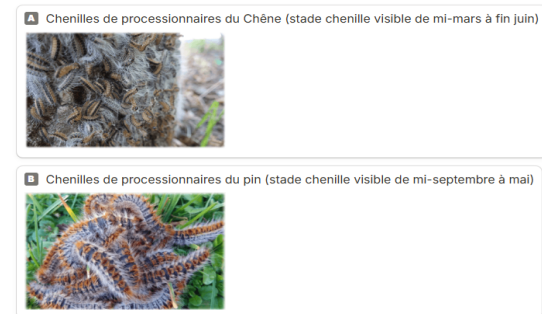 A Chenilles de processionnaires du Chêne (stade chenille visible de mi-mars à fin juin)
B Chenilles de processionnaires du pin (stade chenille visible de mi-septembre à mai)